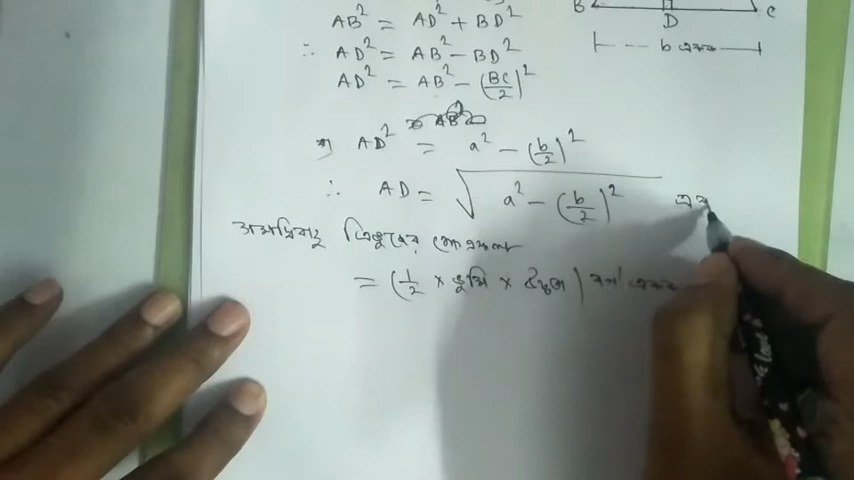 B D C
AB² = AD² + BD²
∴ AD² = AB² − BD²
b একক
AD² = AB² − (BC/2)²
বা AD² = a² − (b/2)²
∴ AD = √(a² − (b/2)²) এক
সমদ্বিবাহু ত্রিভুজের ক্ষেত্রফল
= (1/2 × ভূমি × উচ্চতা) বর্গ একক